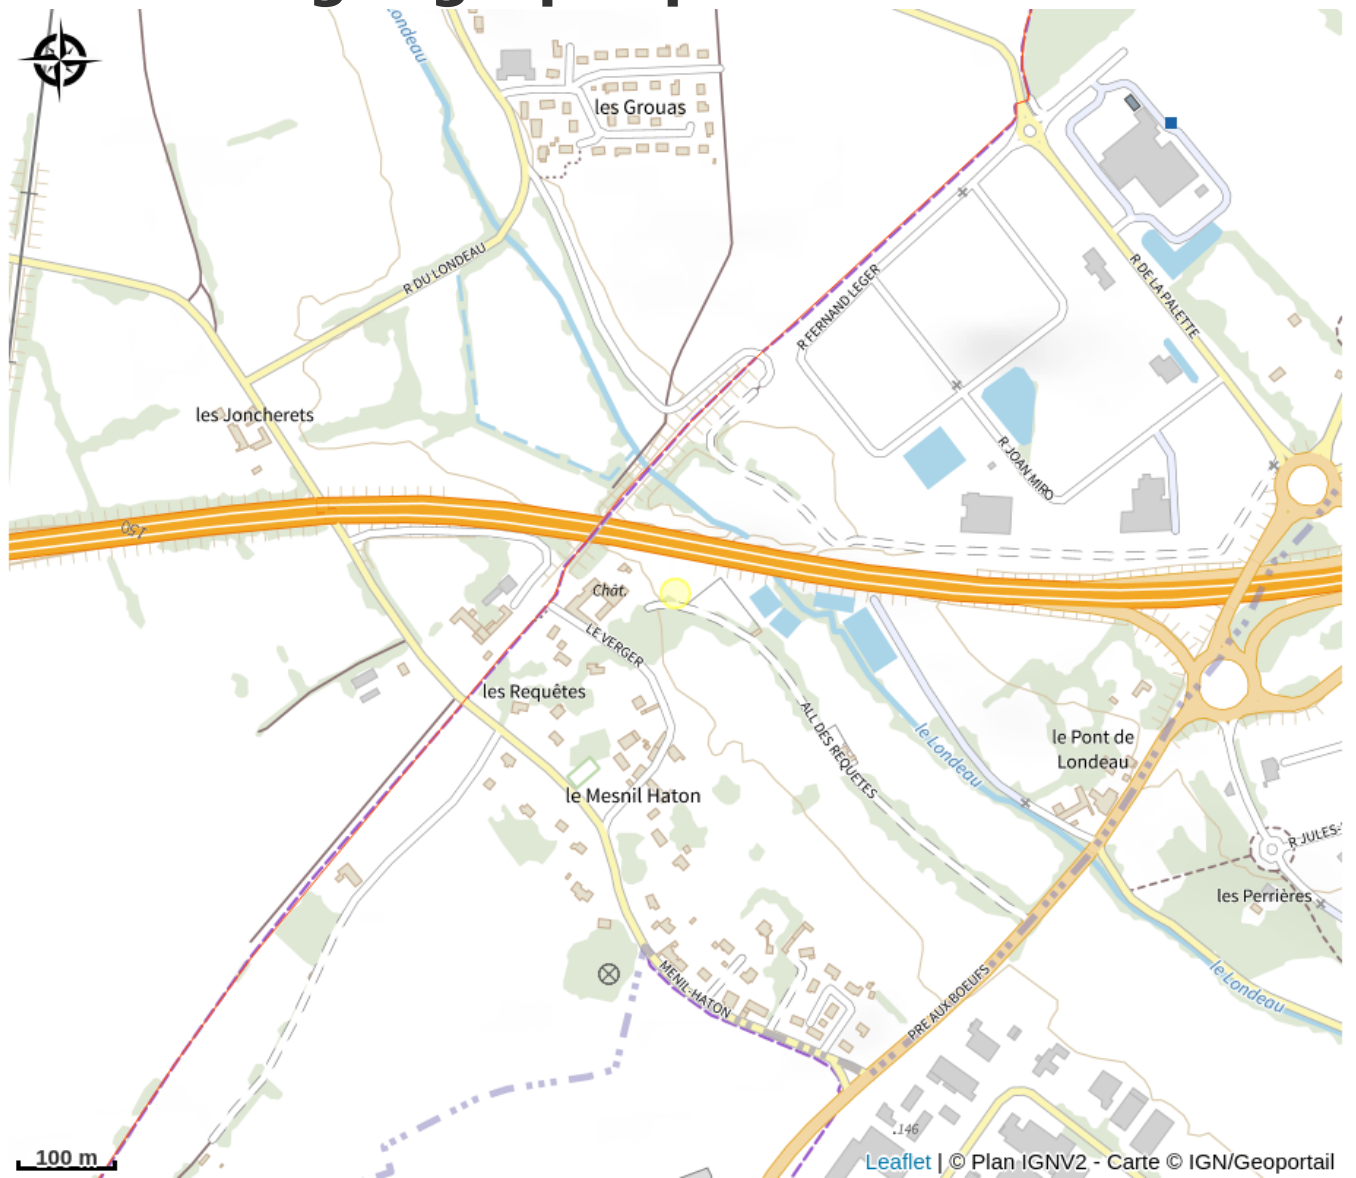 Londeau
les Grouas
R DU LONDEAU
R FERNAND LEGER
R DE LA PALETTE
les Joncherets
R JOAN MIRO
150
Chât.
LE VERGER
les Requêtes
ALL DES REQUETES
le Londeau
le Pont de
Londeau
le Mesnil Haton
R JULES-
les Perrières
MENIL-HATON
PRE AUX BOEUFS
le Londeau
.146
100 m
Leaflet | © Plan IGNV2 - Carte © IGN/Geoportail